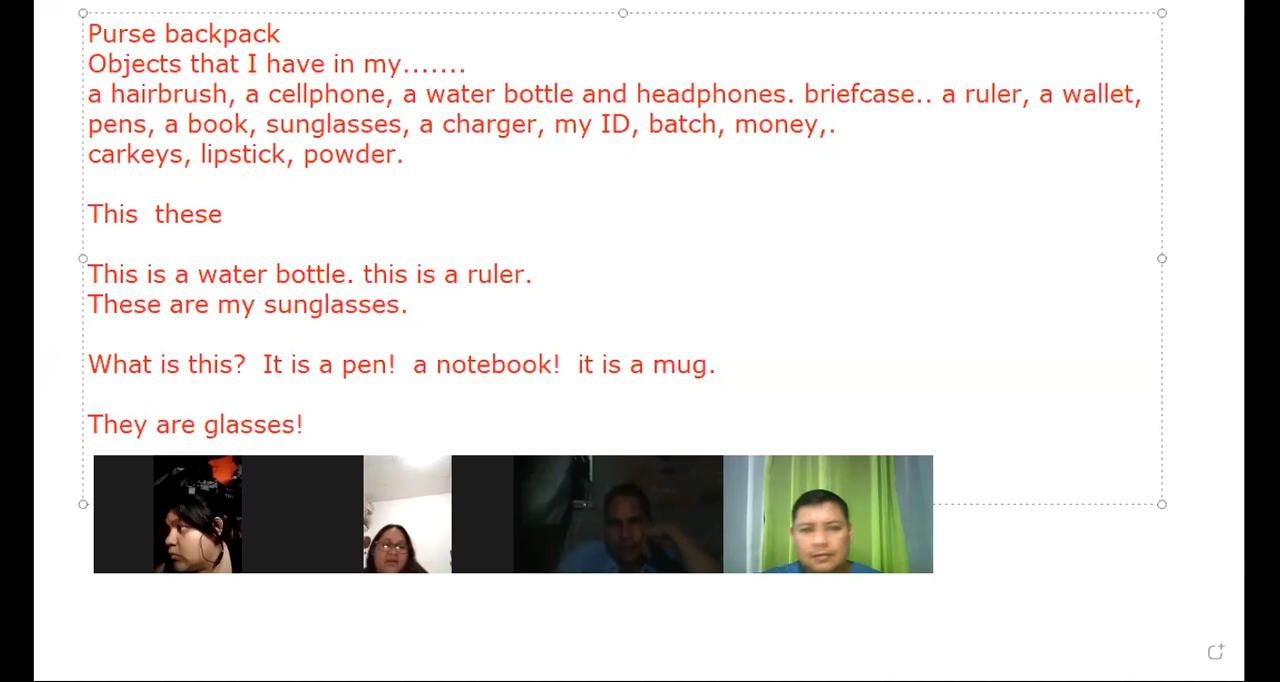 Purse backpack
Objects that I have in my.......
a hairbrush, a cellphone, a water bottle and headphones. briefcase.. a ruler, a wallet,
pens, a book, sunglasses, a charger, my ID, batch, money,.
carkeys, lipstick, powder.
This  these
This is a water bottle. this is a ruler.
These are my sunglasses.
What is this?  It is a pen!  a notebook!  it is a mug.
They are glasses!